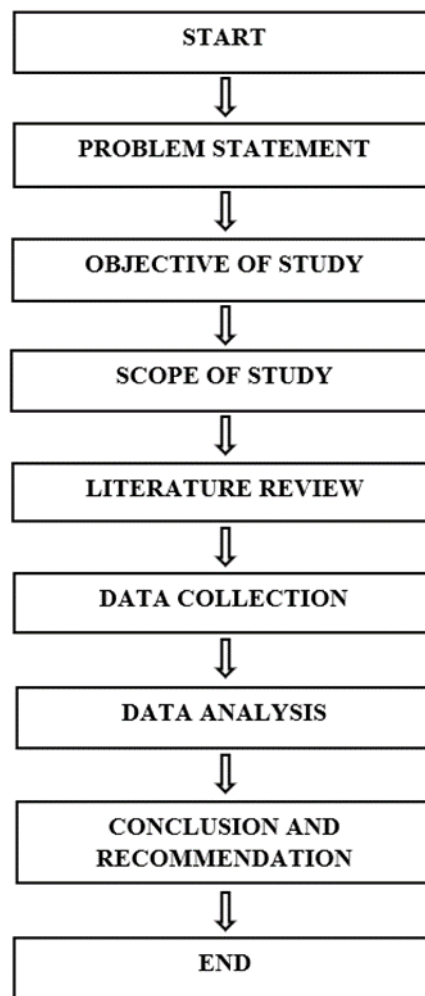 START
PROBLEM STATEMENT
OBJECTIVE OF STUDY
SCOPE OF STUDY
LITERATURE REVIEW
DATA COLLECTION
DATA ANALYSIS
CONCLUSION AND
RECOMMENDATION
END